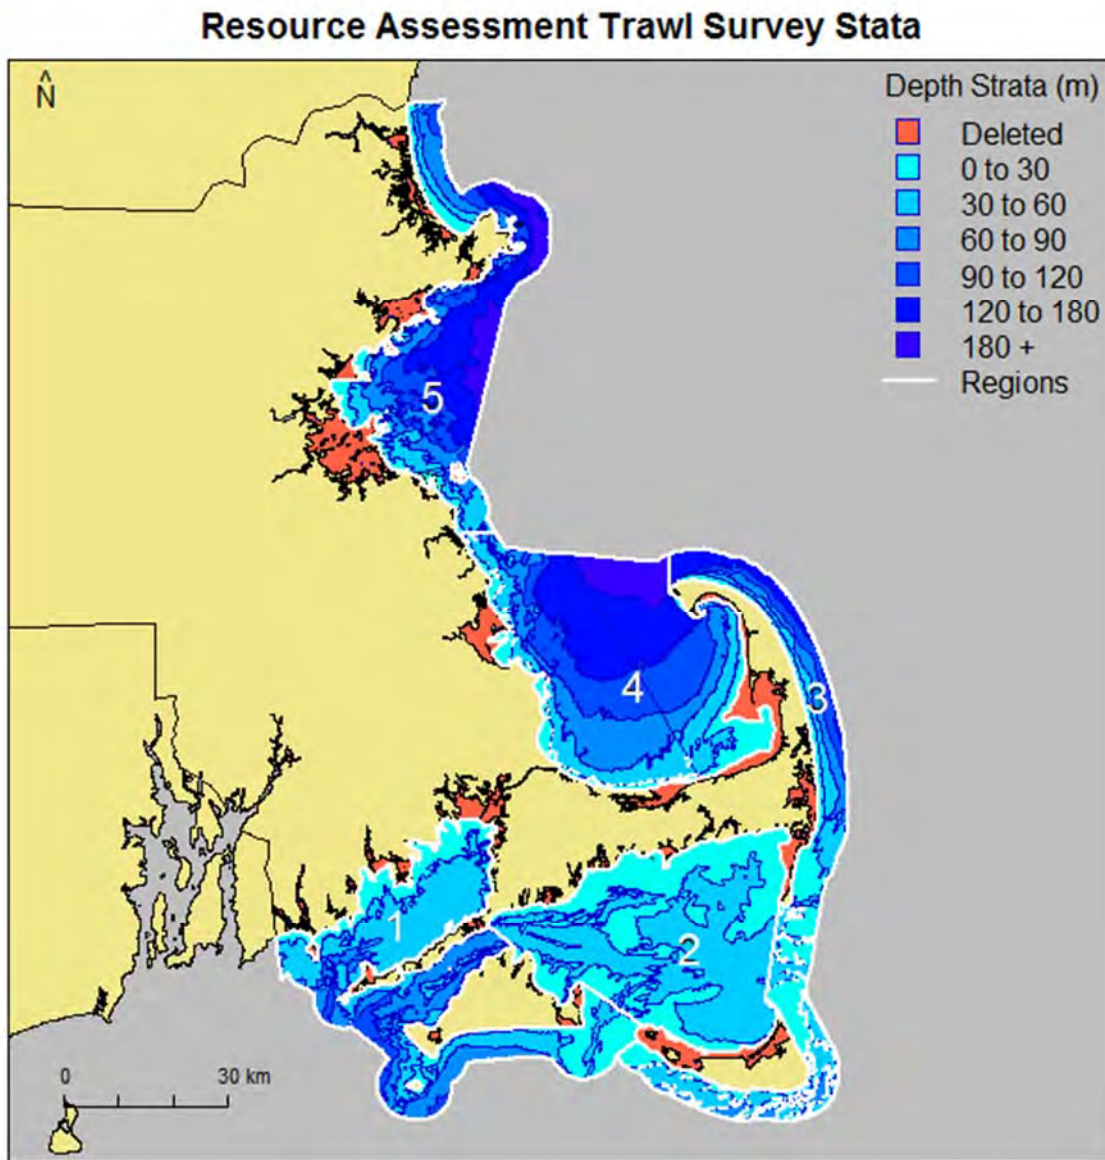 Resource Assessment Trawl Survey Stata
^
N
Depth Strata (m)
Deleted
0 to 30
30 to 60
60 to 90
90 to 120
120 to 180
180 +
Regions
5
4
3
1
2
0 30 km